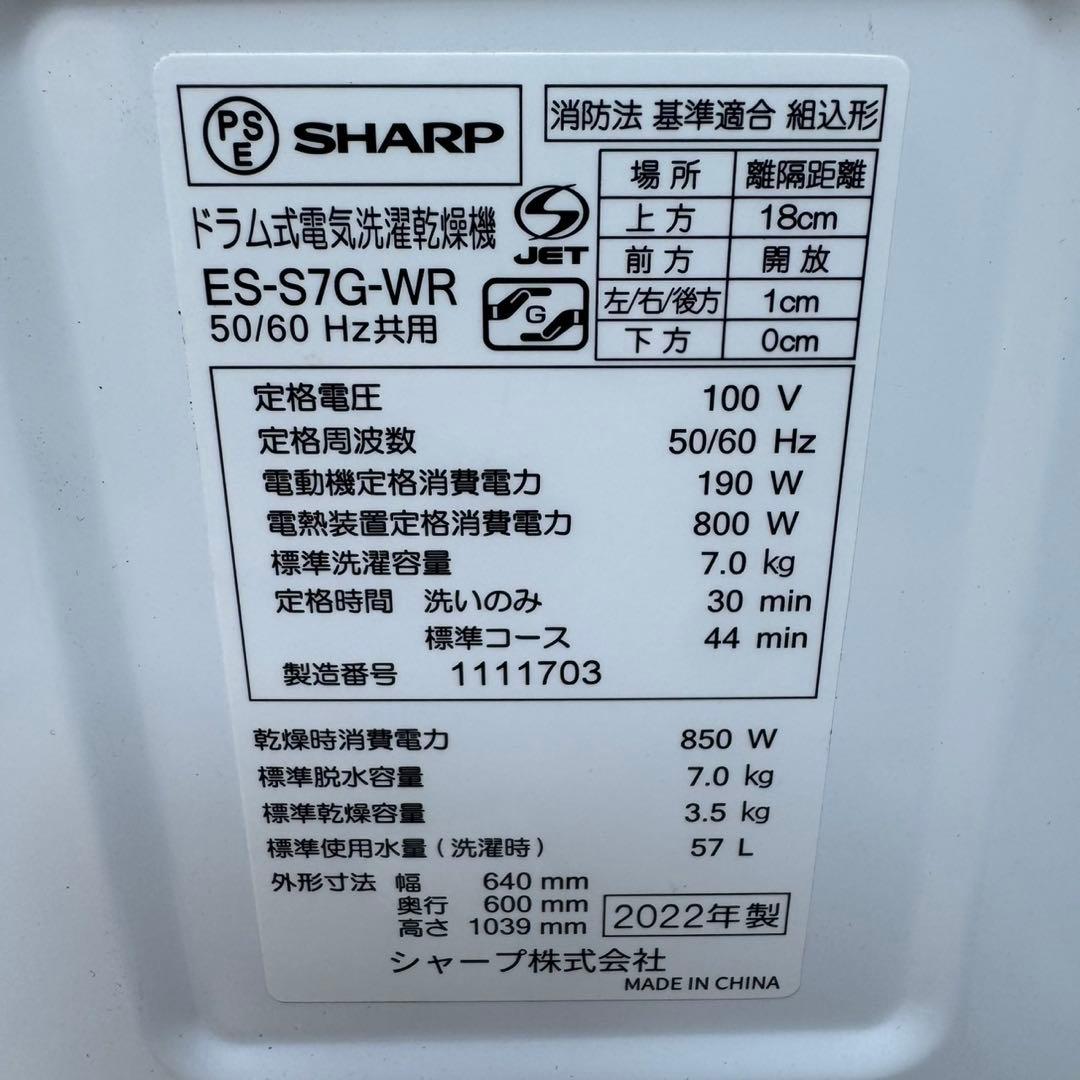 PSE SHARP
消防法 基準適合 組込形
場所 離隔距離
上方 18cm
前方 開放
左/右/後方 1cm
下方 0cm
ドラム式電気洗濯乾燥機
JET
ES-S7G-WR
G
50/60 Hz共用
定格電圧 100 V
定格周波数 50/60 Hz
電動機定格消費電力 190 W
電熱装置定格消費電力 800 W
標準洗濯容量 7.0 kg
定格時間 洗いのみ 30 min
標準コース 44 min
製造番号 1111703
乾燥時消費電力 850 W
標準脱水容量 7.0 kg
標準乾燥容量 3.5 kg
標準使用水量(洗濯時) 57 L
外形寸法 幅 640 mm
奥行 600 mm
高さ 1039 mm
2022年製
シャープ株式会社
MADE IN CHINA